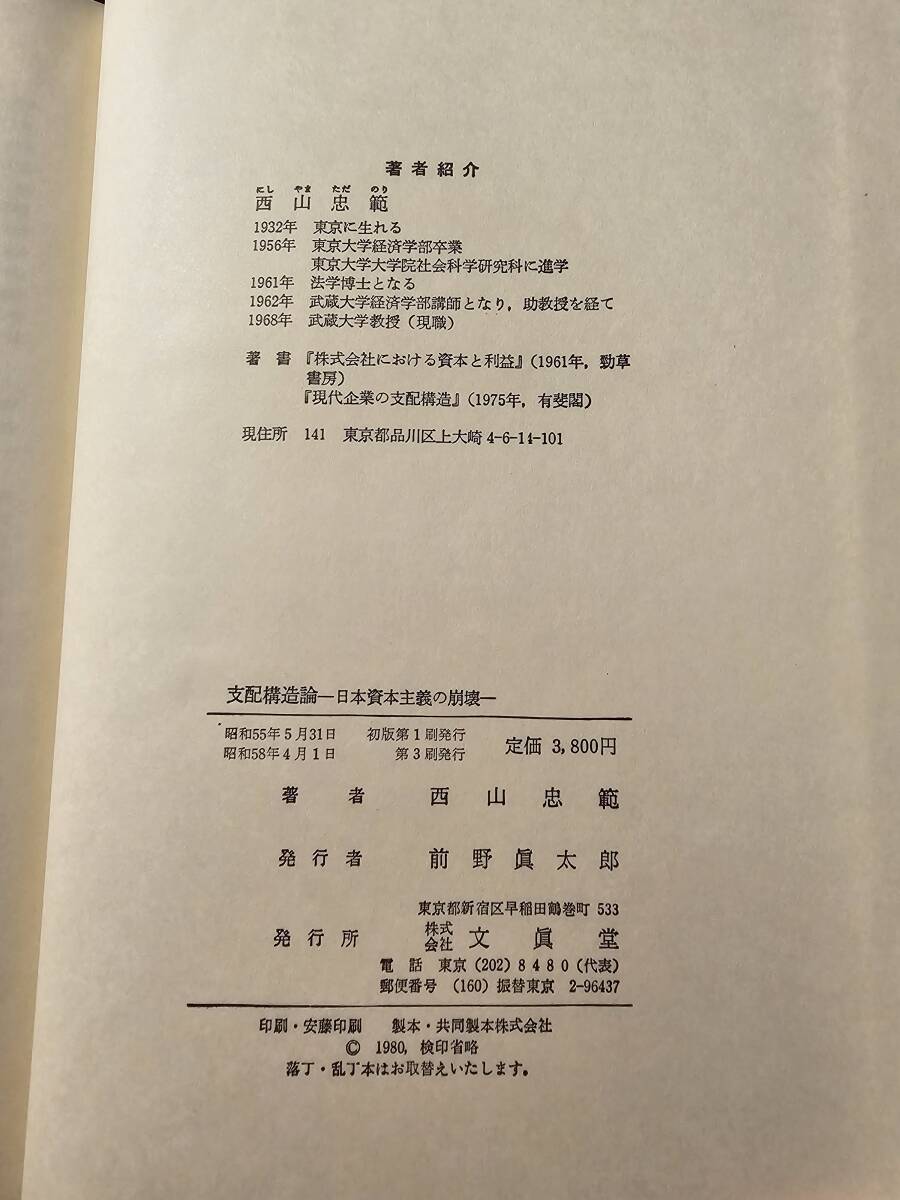 著者紹介
にし やま ただ のり
西山忠範
1932年 東京に生れる
1956年 東京大学経済学部卒業
東京大学大学院社会科学研究科に進学
1961年 法学博士となる
1962年 武蔵大学経済学部講師となり，助教授を経て
1968年 武蔵大学教授（現職）
著書 『株式会社における資本と利益』（1961年，勁草
書房）
『現代企業の支配構造』（1975年，有斐閣）
現住所 141 東京都品川区上大崎4-6-14-101
支配構造論―日本資本主義の崩壊―
昭和55年5月31日 初版第1刷発行
昭和58年4月1日 第3刷発行
定価 3,800円
著者 西山忠範
発行者 前野眞太郎
東京都新宿区早稲田鶴巻町 533
発行所 株式会社 文眞堂
電話 東京（202）8480（代表）
郵便番号（160）振替東京 2-96437
印刷・安藤印刷 製本・共同製本株式会社
© 1980, 検印省略
落丁・乱丁本はお取替えいたします。